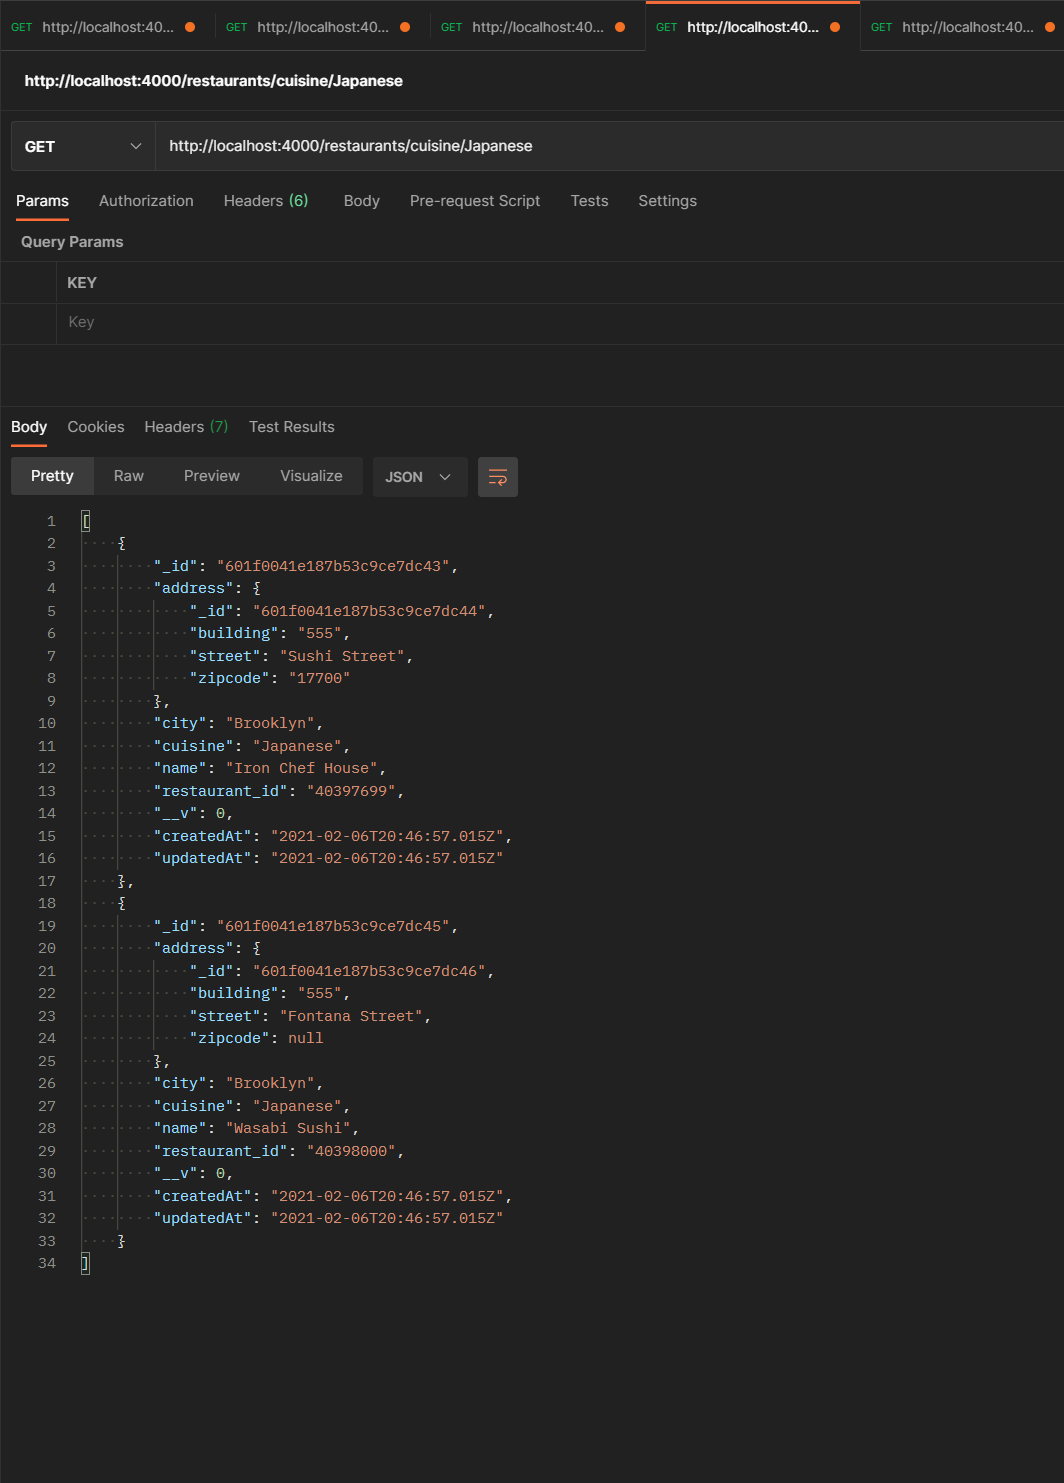 GET http://localhost:40... GET http://localhost:40... GET http://localhost:40... GET http://localhost:40... GET http://localhost:40...
http://localhost:4000/restaurants/cuisine/Japanese
GET http://localhost:4000/restaurants/cuisine/Japanese
Params Authorization Headers (6) Body Pre-request Script Tests Settings
Query Params
KEY
Key
Body Cookies Headers (7) Test Results
Pretty Raw Preview Visualize JSON
1 [
2 {
3 "_id": "601f0041e187b53c9ce7dc43",
4 "address": {
5 "_id": "601f0041e187b53c9ce7dc44",
6 "building": "555",
7 "street": "Sushi Street",
8 "zipcode": "17700"
9 },
10 "city": "Brooklyn",
11 "cuisine": "Japanese",
12 "name": "Iron Chef House",
13 "restaurant_id": "40397699",
14 "__v": 0,
15 "createdAt": "2021-02-06T20:46:57.015Z",
16 "updatedAt": "2021-02-06T20:46:57.015Z"
17 },
18 {
19 "_id": "601f0041e187b53c9ce7dc45",
20 "address": {
21 "_id": "601f0041e187b53c9ce7dc46",
22 "building": "555",
23 "street": "Fontana Street",
24 "zipcode": null
25 },
26 "city": "Brooklyn",
27 "cuisine": "Japanese",
28 "name": "Wasabi Sushi",
29 "restaurant_id": "40398000",
30 "__v": 0,
31 "createdAt": "2021-02-06T20:46:57.015Z",
32 "updatedAt": "2021-02-06T20:46:57.015Z"
33 }
34 ]